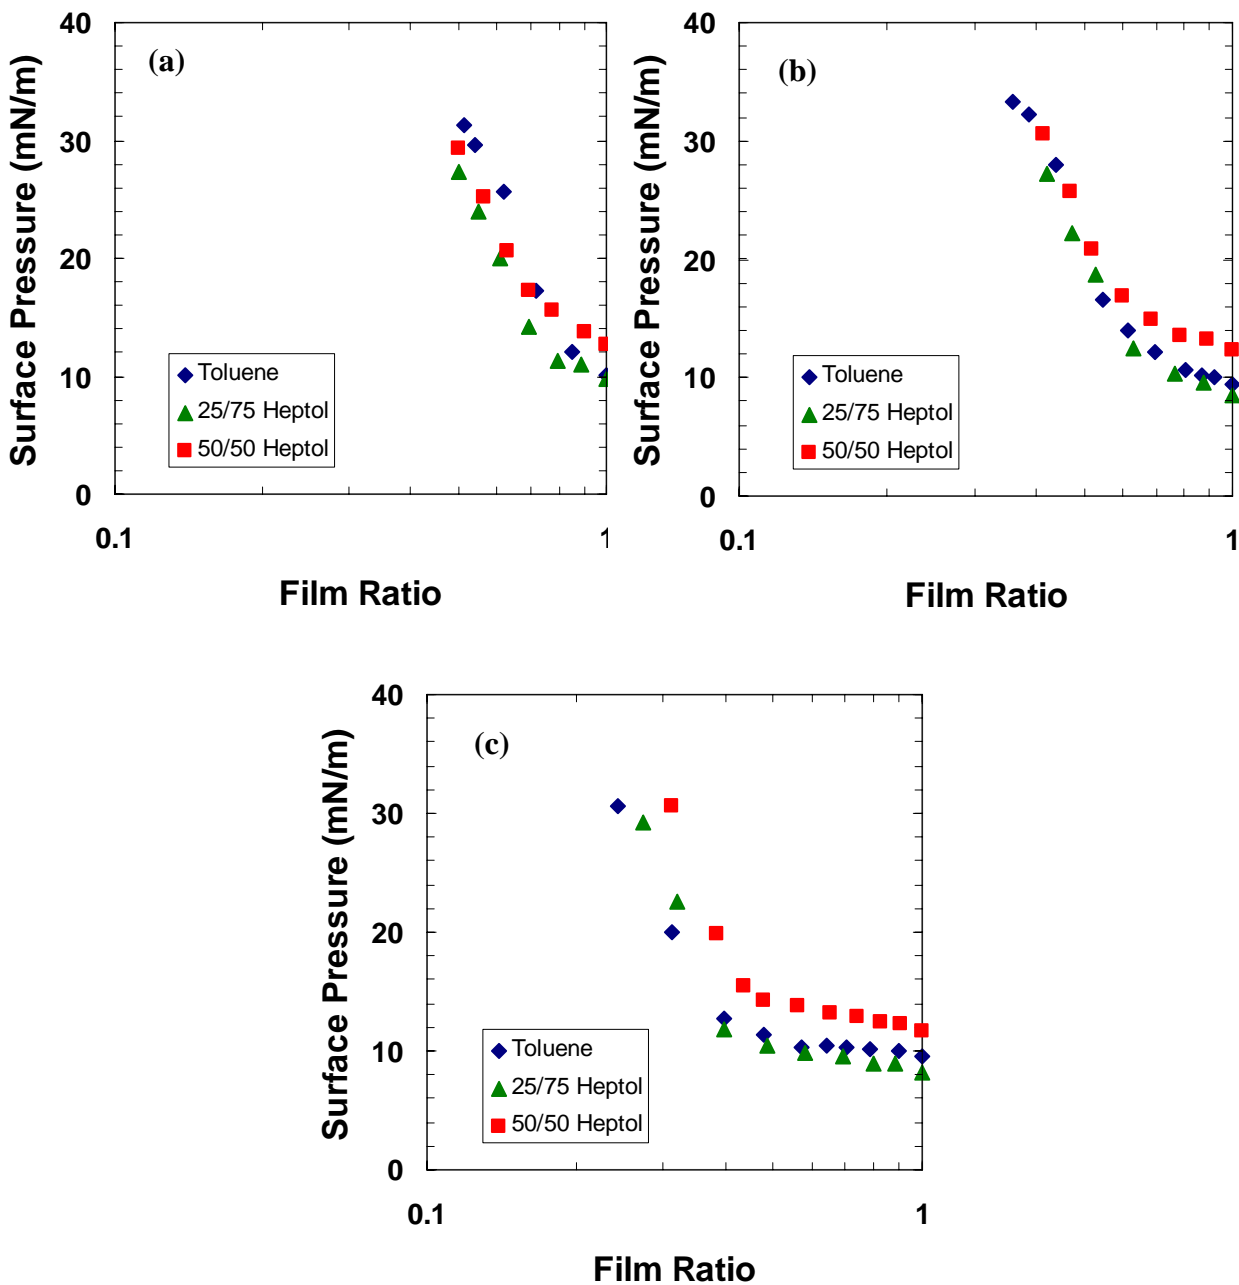 (a)
Surface Pressure (mN/m)
40
30
20
10
0
Toluene
25/75 Heptol
50/50 Heptol
0.1
1
Film Ratio
(b)
Surface Pressure (mN/m)
40
30
20
10
0
Toluene
25/75 Heptol
50/50 Heptol
0.1
1
Film Ratio
(c)
Surface Pressure (mN/m)
40
30
20
10
0
Toluene
25/75 Heptol
50/50 Heptol
0.1
1
Film Ratio